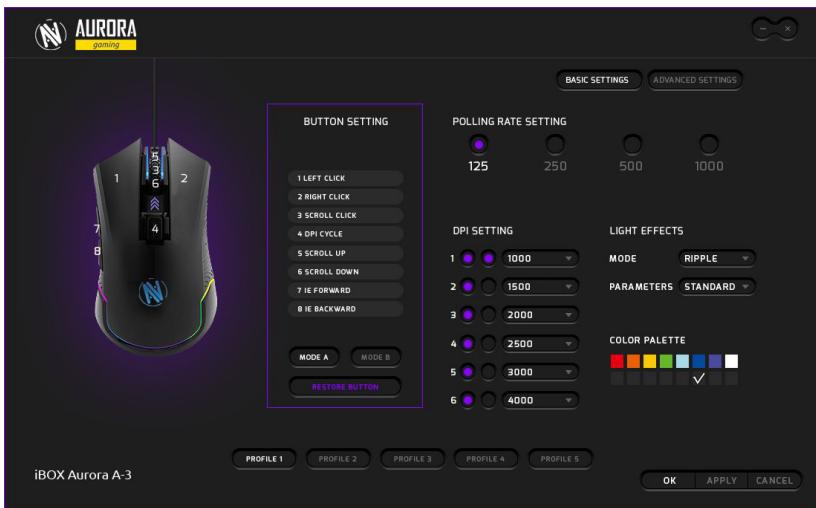 AURORA
gaming
BASIC SETTINGS
ADVANCED SETTINGS
BUTTON SETTING
1 LEFT CLICK
2 RIGHT CLICK
3 SCROLL CLICK
4 DPI CYCLE
5 SCROLL UP
6 SCROLL DOWN
7 IE FORWARD
8 IE BACKWARD
MODE A
MODE B
RESTORE BUTTON
1
2
5
3
6
4
7
8
POLLING RATE SETTING
125
250
500
1000
DPI SETTING
1 1000
2 1500
3 2000
4 2500
5 3000
6 4000
LIGHT EFFECTS
MODE RIPPLE
PARAMETERS STANDARD
COLOR PALETTE
PROFILE 1
PROFILE 2
PROFILE 3
PROFILE 4
PROFILE 5
iBOX Aurora A-3
OK
APPLY
CANCEL